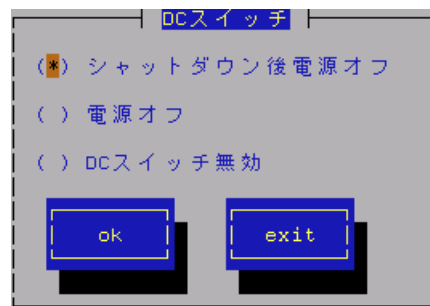 DCスイッチ
(*) シャットダウン後電源オフ
( ) 電源オフ
( ) DCスイッチ無効
ok exit